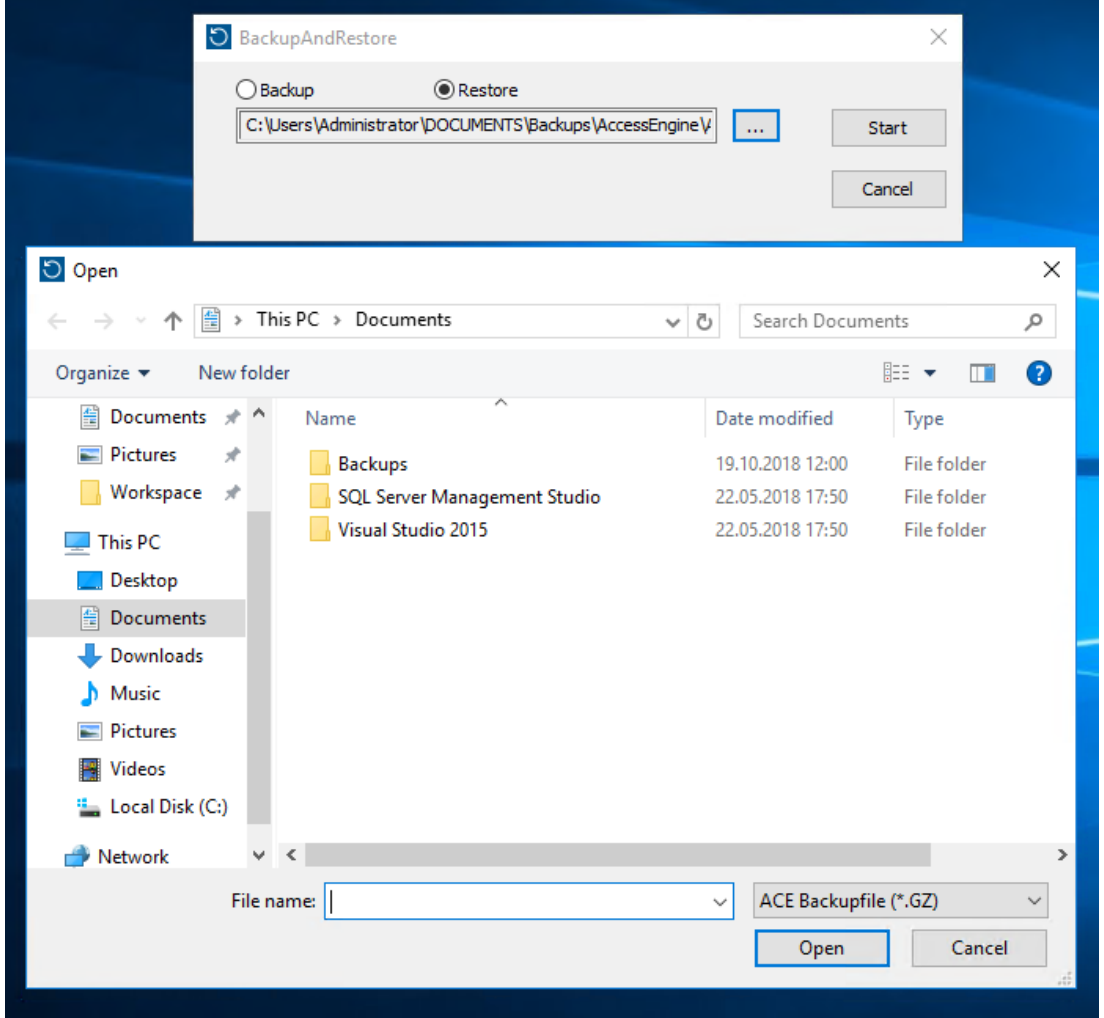 BackupAndRestore
Backup Restore
C:\Users\Administrator\DOCUMENTS\Backups\AccessEngine\ ... Start
Cancel
Open
This PC > Documents Search Documents
Organize New folder
Documents Name Date modified Type
Pictures Backups 19.10.2018 12:00 File folder
Workspace SQL Server Management Studio 22.05.2018 17:50 File folder
This PC Visual Studio 2015 22.05.2018 17:50 File folder
Desktop
Documents
Downloads
Music
Pictures
Videos
Local Disk (C:)
Network
File name: ACE Backupfile (*.GZ)
Open Cancel